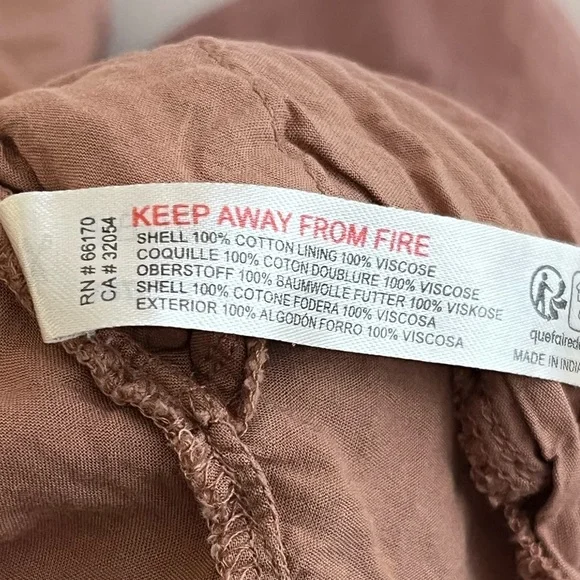 RN # 66170
CA # 32054
KEEP AWAY FROM FIRE
SHELL 100% COTTON LINING 100% VISCOSE
COQUILLE 100% COTON DOUBLURE 100% VISCOSE
OBERSTOFF 100% BAUMWOLLE FUTTER 100% VISKOSE
SHELL 100% COTONE FODERA 100% VISCOSA
EXTERIOR 100% ALGODÓN FORRO 100% VISCOSA
quefairede
MADE IN INDIA